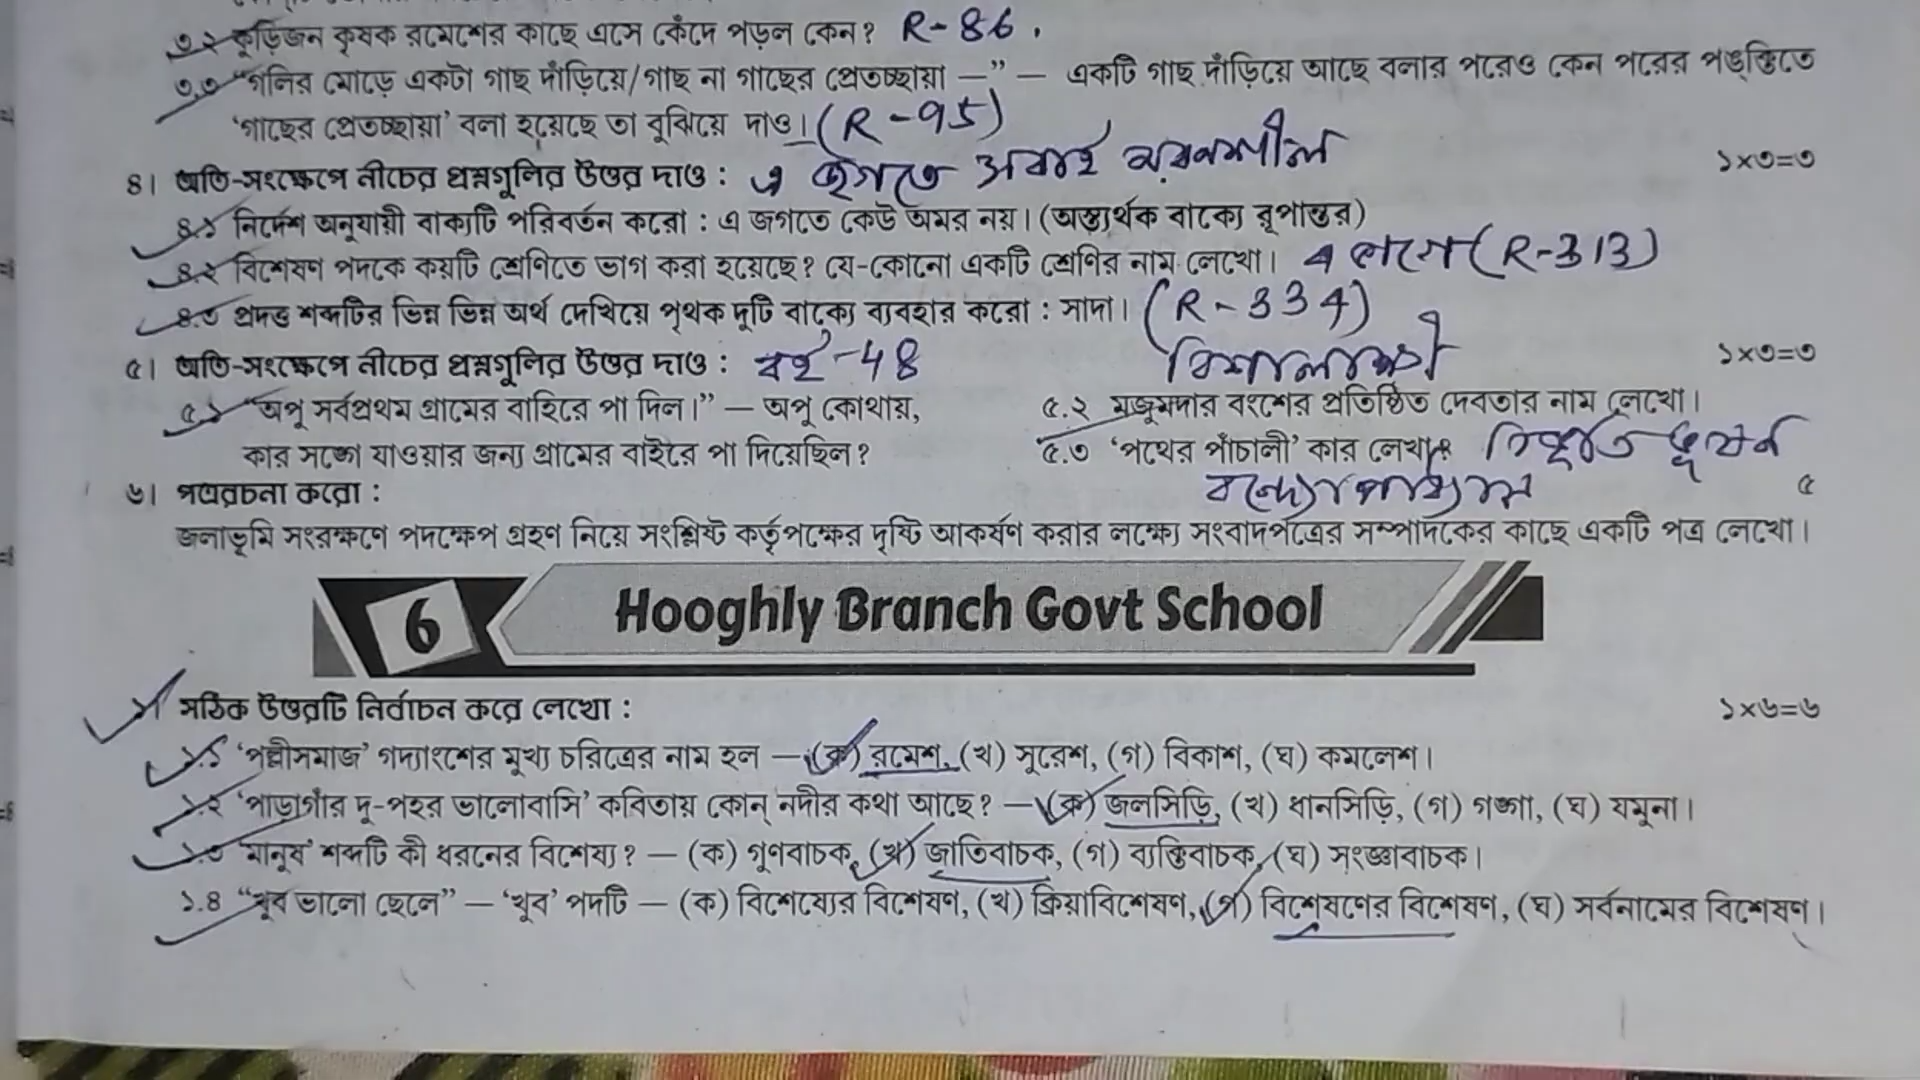 ৩.২ কুড়িজন কৃষক রমেশের কাছে এসে কেঁদে পড়ল কেন? R-86.
৩.৩ “গলির মোড়ে একটা গাছ দাঁড়িয়ে/গাছ না গাছের প্রেতচ্ছায়া —” — একটি গাছ দাঁড়িয়ে আছে বলার পরেও কেন পরের পঙ্‌ক্তিতে
‘গাছের প্রেতচ্ছায়া’ বলা হয়েছে তা বুঝিয়ে দাও। (R-95)
৪। অতি-সংক্ষেপে নীচের প্রশ্নগুলির উত্তর দাও : এ জগতে সবাই মরনশীল ১×৩=৩
৪.১ নির্দেশ অনুযায়ী বাক্যটি পরিবর্তন করো : এ জগতে কেউ অমর নয়। (অস্ত্যর্থক বাক্যে রূপান্তর)
৪.২ বিশেষণ পদকে কয়টি শ্রেণিতে ভাগ করা হয়েছে? যে-কোনো একটি শ্রেণির নাম লেখো। (R-313)
৪.৩ প্রদত্ত শব্দটির ভিন্ন ভিন্ন অর্থ দেখিয়ে পৃথক দুটি বাক্যে ব্যবহার করো : সাদা। (R-334)
৫। অতি-সংক্ষেপে নীচের প্রশ্নগুলির উত্তর দাও : বই-48 বিশালাক্ষী ১×৩=৩
৫.১ “অপু সর্বপ্রথম গ্রামের বাহিরে পা দিল।” — অপু কোথায়,
কার সঙ্গে যাওয়ার জন্য গ্রামের বাইরে পা দিয়েছিল?
৫.২ মজুমদার বংশের প্রতিষ্ঠিত দেবতার নাম লেখো।
৫.৩ ‘পথের পাঁচালী’ কার লেখা? বিভূতি ভূষন
বন্দ্যোপাধ্যায়
৬। পত্ররচনা করো : ৫
জলাভূমি সংরক্ষণে পদক্ষেপ গ্রহণ নিয়ে সংশ্লিষ্ট কর্তৃপক্ষের দৃষ্টি আকর্ষণ করার লক্ষ্যে সংবাদপত্রের সম্পাদকের কাছে একটি পত্র লেখো।
6 Hooghly Branch Govt School
১। সঠিক উত্তরটি নির্বাচন করে লেখো : ১×৬=৬
১.১ ‘পল্লীসমাজ’ গদ্যাংশের মুখ্য চরিত্রের নাম হল — (ক) রমেশ, (খ) সুরেশ, (গ) বিকাশ, (ঘ) কমলেশ।
১.২ ‘পাড়াগাঁর দু-পহর ভালোবাসি’ কবিতায় কোন্ নদীর কথা আছে? — (ক) জলসিড়ি, (খ) ধানসিড়ি, (গ) গঙ্গা, (ঘ) যমুনা।
১.৩ ‘মানুষ’ শব্দটি কী ধরনের বিশেষ্য? — (ক) গুণবাচক, (খ) জাতিবাচক, (গ) ব্যক্তিবাচক, (ঘ) সংজ্ঞাবাচক।
১.৪ “খুব ভালো ছেলে” — ‘খুব’ পদটি — (ক) বিশেষ্যের বিশেষণ, (খ) ক্রিয়াবিশেষণ, (গ) বিশেষণের বিশেষণ, (ঘ) সর্বনামের বিশেষণ।